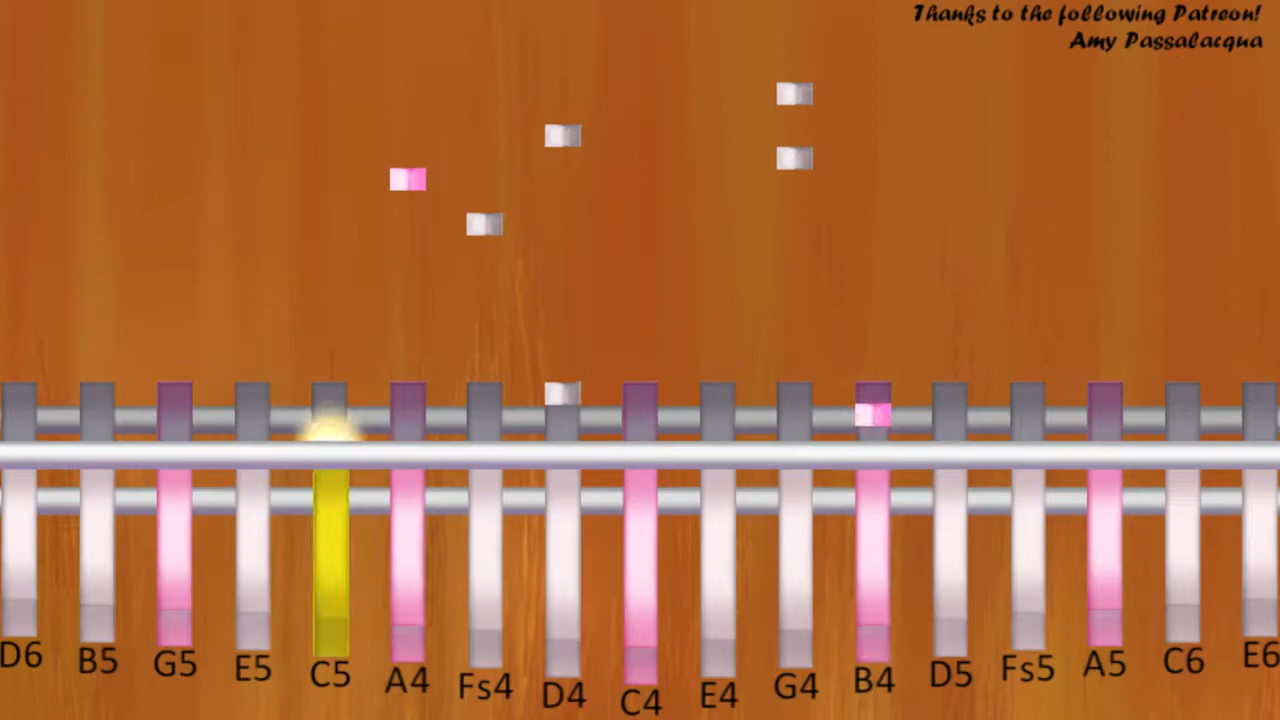 Thanks to the following Patreon!
Amy Passalacqua
D6 B5 G5 E5 C5 A4 Fs4 D4 C4 E4 G4 B4 D5 Fs5 A5 C6 E6